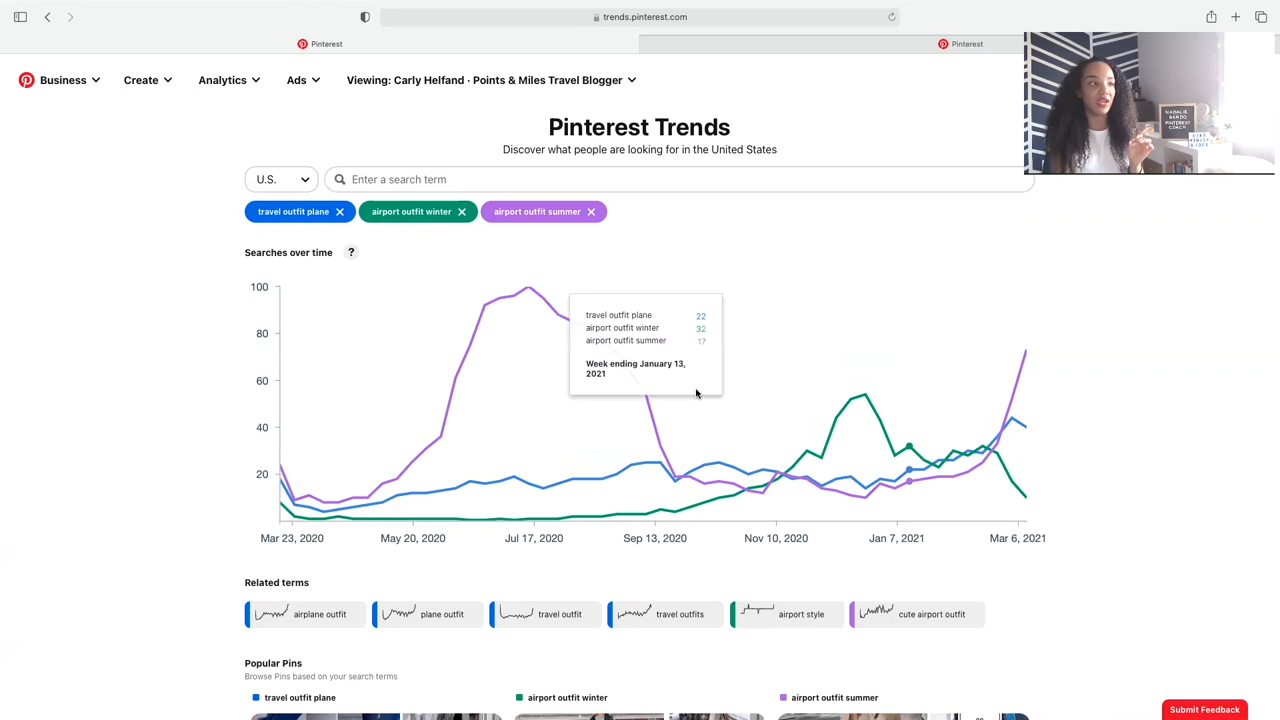 trends.pinterest.com
Pinterest
Pinterest
Business
Create
Analytics
Ads
Viewing: Carly Helfand · Points & Miles Travel Blogger
NADALIE
BARDO,
PINTEREST
COACH
Pinterest Trends
Discover what people are looking for in the United States
U.S.
Enter a search term
travel outfit plane
airport outfit winter
airport outfit summer
Searches over time ?
100
80
60
40
20
travel outfit plane 22
airport outfit winter 32
airport outfit summer 17
Week ending January 13,
2021
Mar 23, 2020 May 20, 2020 Jul 17, 2020 Sep 13, 2020 Nov 10, 2020 Jan 7, 2021 Mar 6, 2021
Related terms
airplane outfit
plane outfit
travel outfit
travel outfits
airport style
cute airport outfit
Popular Pins
Browse Pins based on your search terms
travel outfit plane
airport outfit winter
airport outfit summer
Submit Feedback